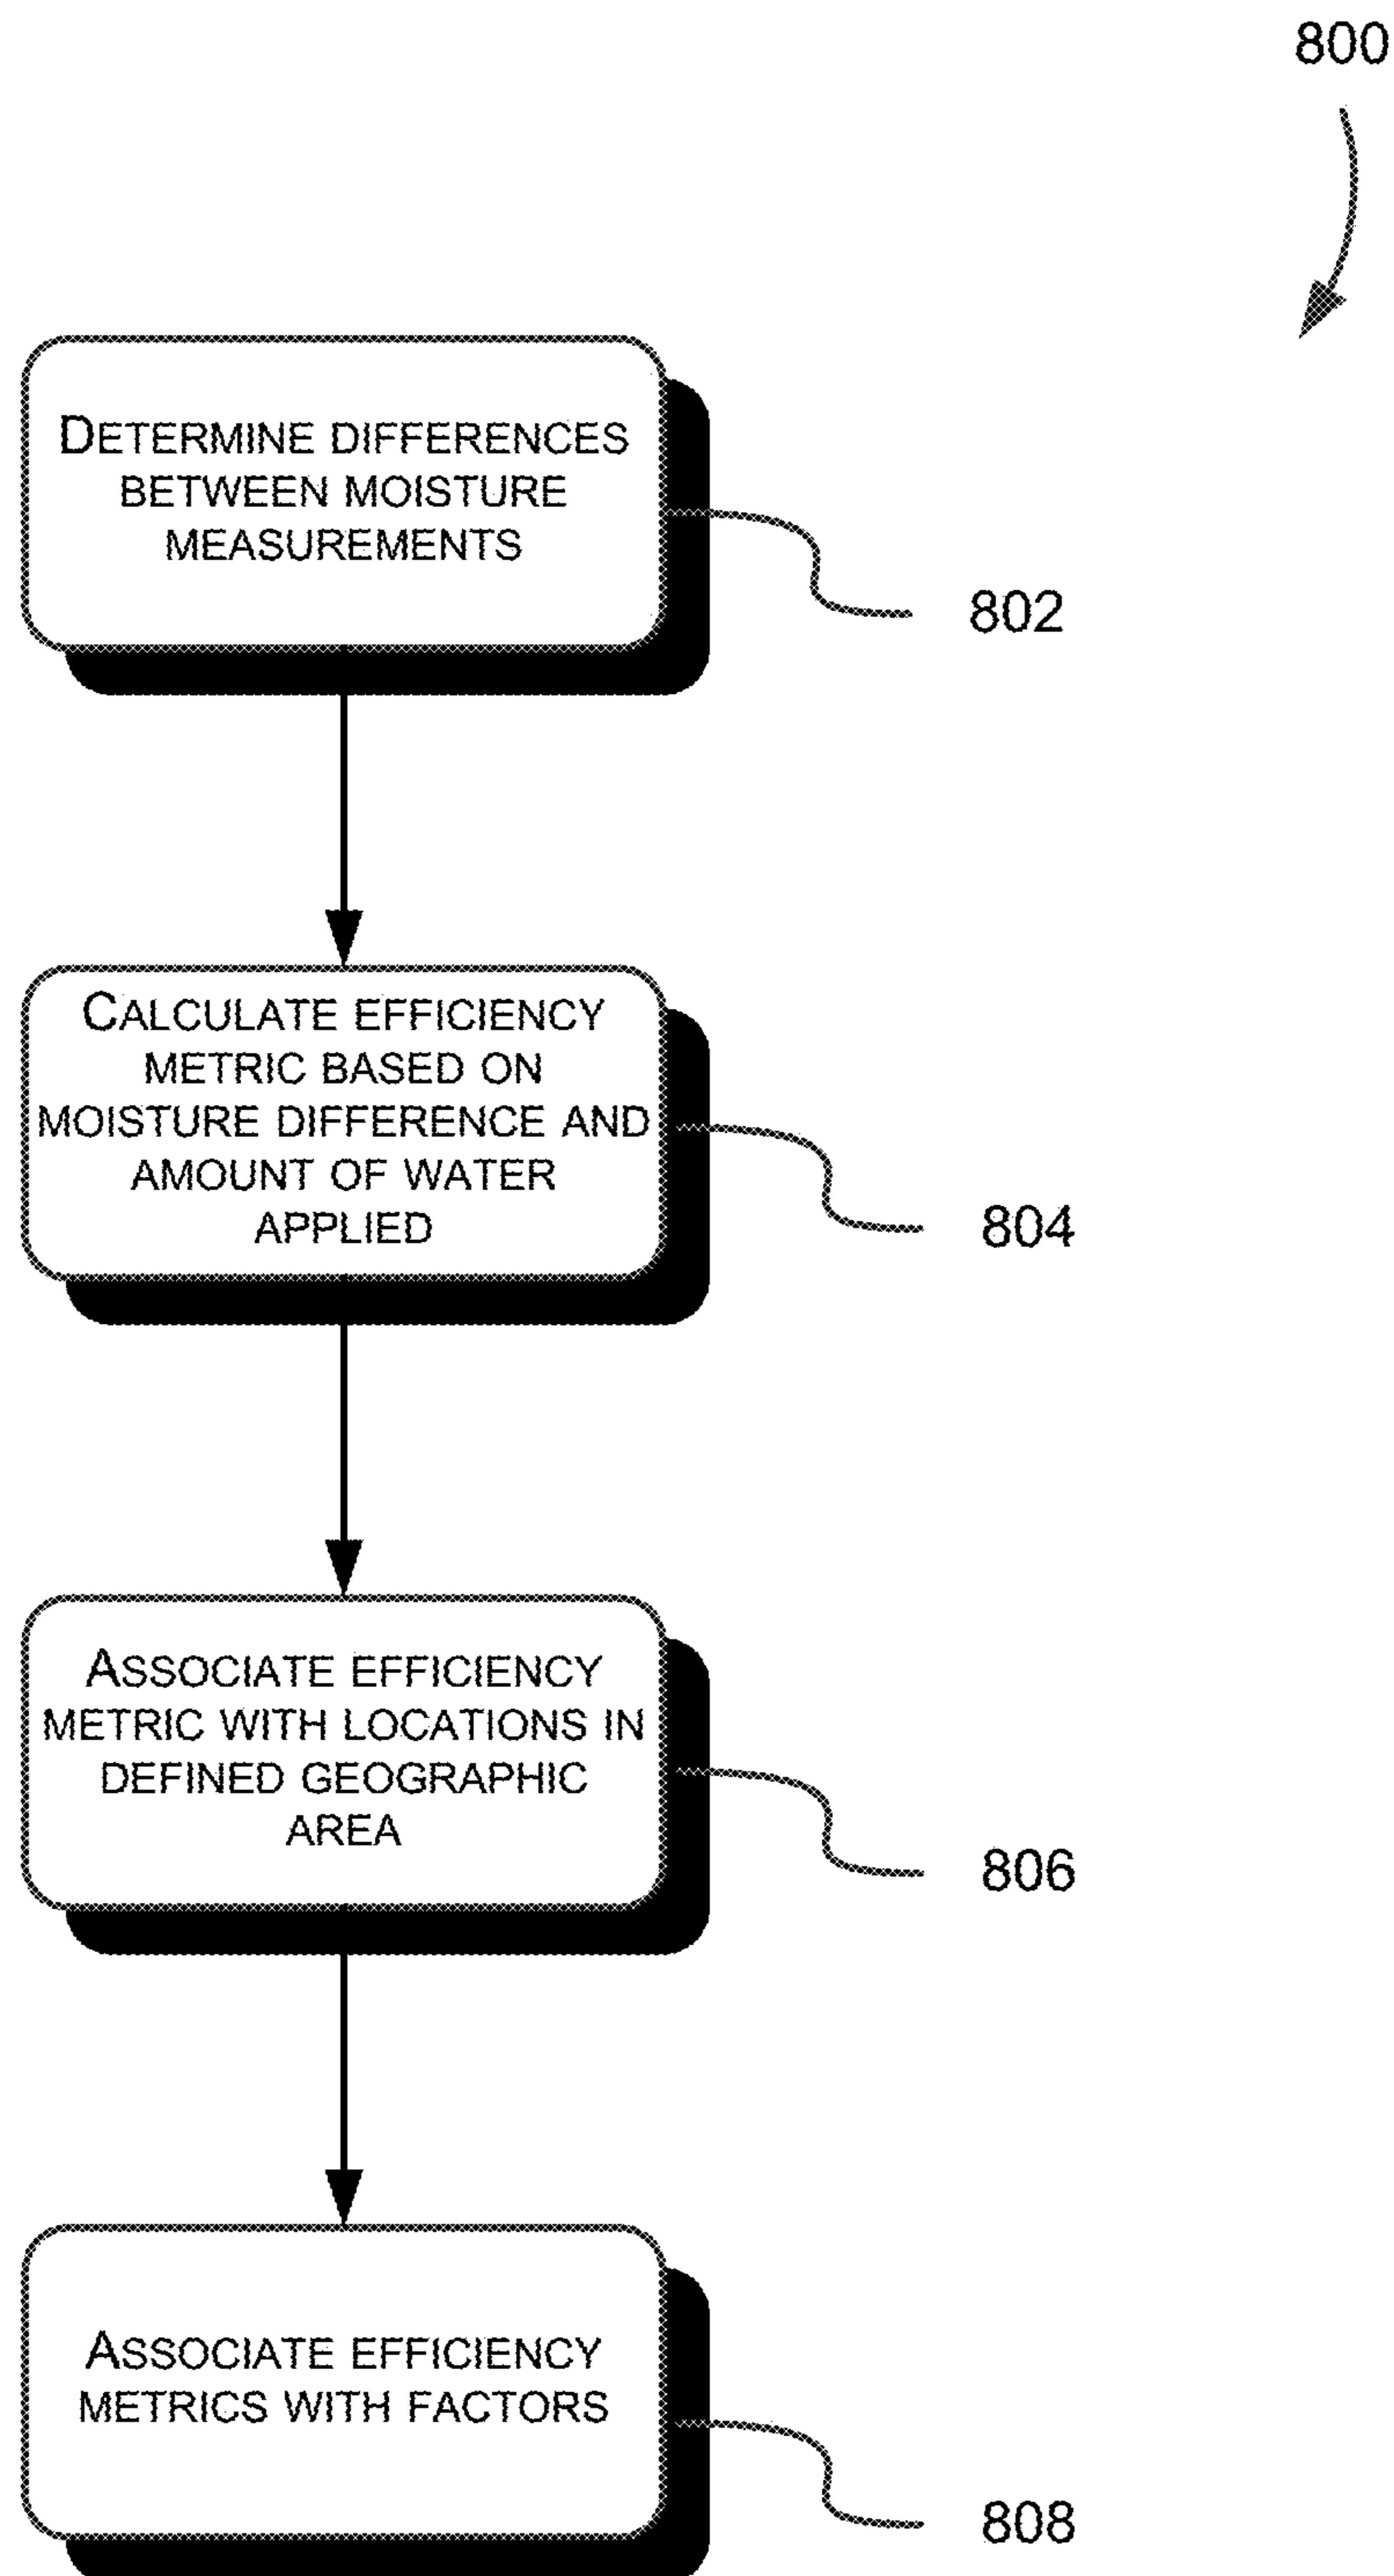 800
DETERMINE DIFFERENCES
BETWEEN MOISTURE
MEASUREMENTS
802
CALCULATE EFFICIENCY
METRIC BASED ON
MOISTURE DIFFERENCE AND
AMOUNT OF WATER
APPLIED
804
ASSOCIATE EFFICIENCY
METRIC WITH LOCATIONS IN
DEFINED GEOGRAPHIC
AREA
806
ASSOCIATE EFFICIENCY
METRICS WITH FACTORS
808